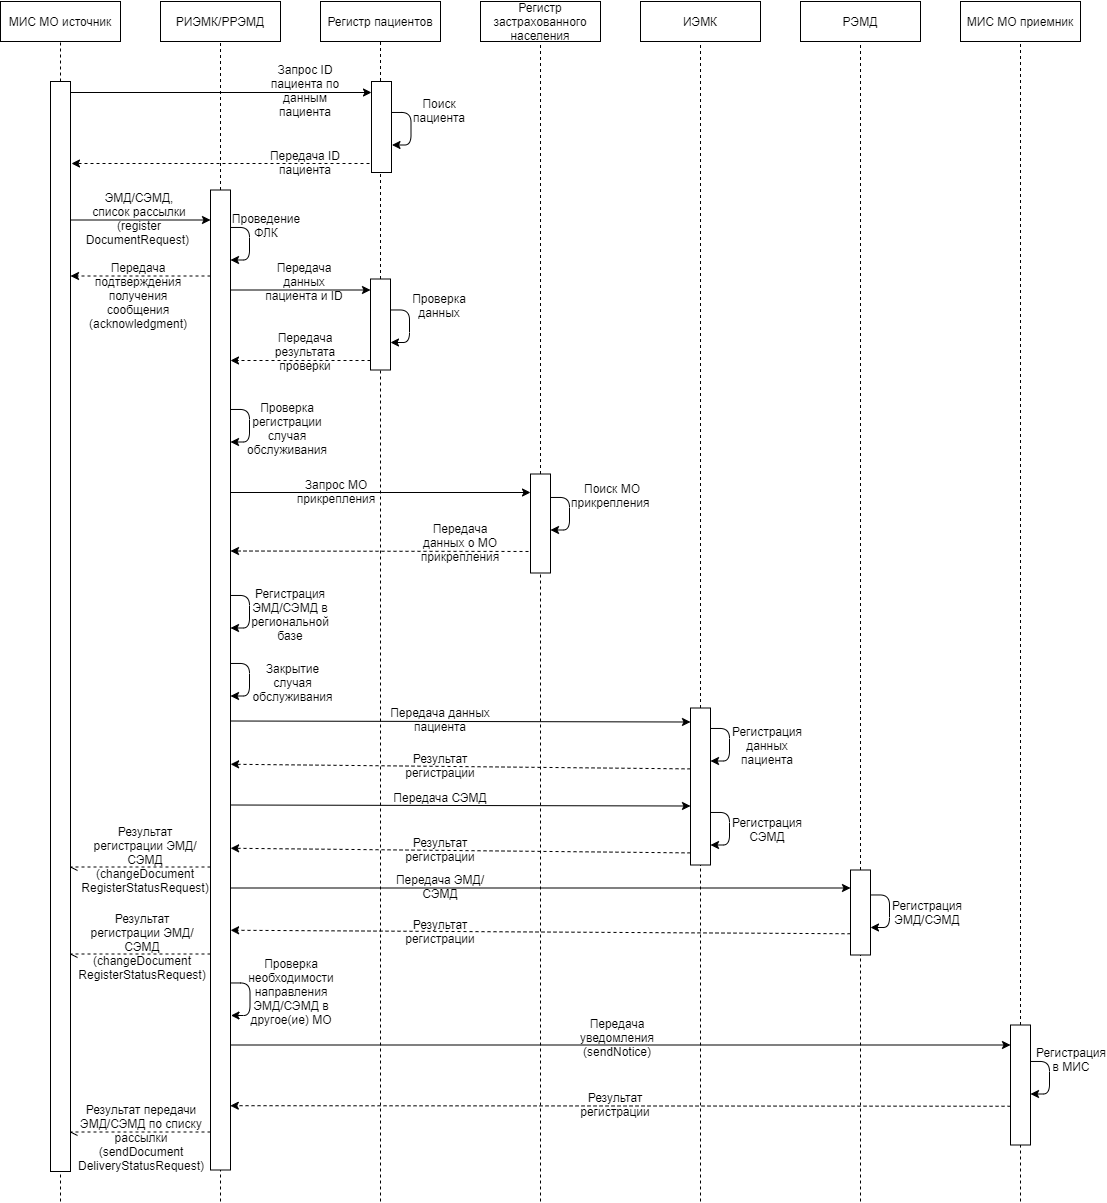 МИС МО источник
РИЭМК/РРЭМД
Регистр пациентов
Регистр
застрахованного
населения
ИЭМК
РЭМД
МИС МО приемник
Запрос ID
пациента по
данным
пациента
Поиск
пациента
Передача ID
пациента
ЭМД/СЭМД,
список рассылки
(register
DocumentRequest)
Проведение
ФЛК
Передача
подтверждения
получения
сообщения
(acknowledgment)
Передача
данных
пациента и ID
Проверка
данных
Передача
результата
проверки
Проверка
регистрации
случая
обслуживания
Запрос МО
прикрепления
Поиск МО
прикрепления
Передача
данных о МО
прикрепления
Регистрация
ЭМД/СЭМД в
региональной
базе
Закрытие
случая
обслуживания
Передача данных
пациента
Регистрация
данных
пациента
Результат
регистрации
Передача СЭМД
Регистрация
СЭМД
Результат
регистрации
Результат
регистрации ЭМД/
СЭМД
(changeDocument
RegisterStatusRequest)
Передача ЭМД/
СЭМД
Регистрация
ЭМД/СЭМД
Результат
регистрации
Результат
регистрации ЭМД/
СЭМД
(changeDocument
RegisterStatusRequest)
Проверка
необходимости
направления
ЭМД/СЭМД в
другое(ие) МО
Передача
уведомления
(sendNotice)
Регистрация
в МИС
Результат
регистрации
Результат передачи
ЭМД/СЭМД по списку
рассылки
(sendDocument
DeliveryStatusRequest)